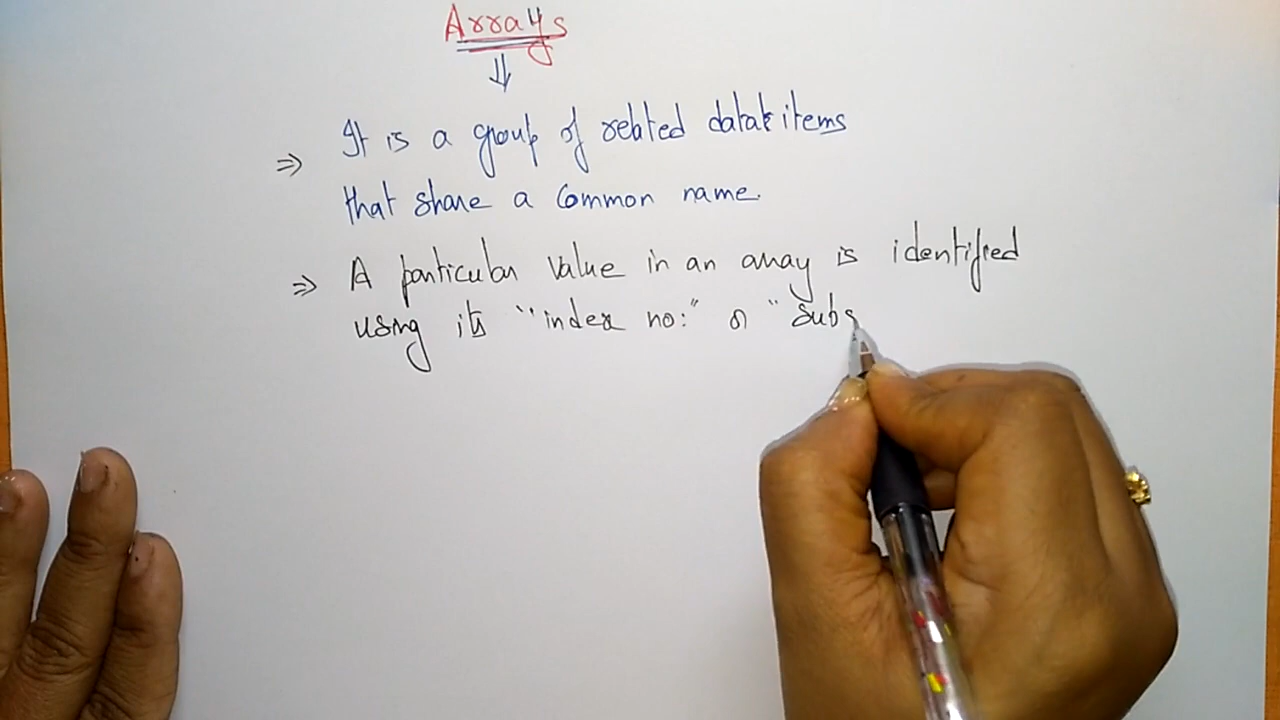 Arrays
⇓
⇒ It is a group of related data items
that share a common name.
⇒ A particular value in an array is identified
using its "index no:" or "subs